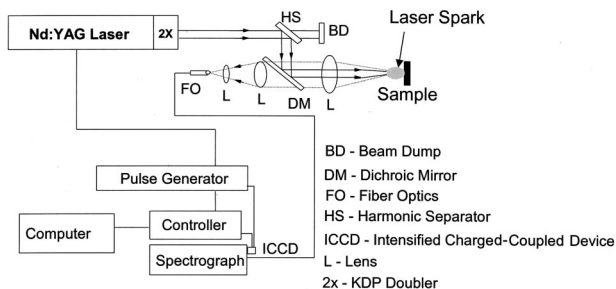 HS
Nd:YAG Laser
2X
BD
Laser Spark
FO
L
L
DM
L
Sample
Pulse Generator
Computer
Controller
Spectrograph
ICCD
BD - Beam Dump
DM - Dichroic Mirror
FO - Fiber Optics
HS - Harmonic Separator
ICCD - Intensified Charged-Coupled Device
L - Lens
2x - KDP Doubler